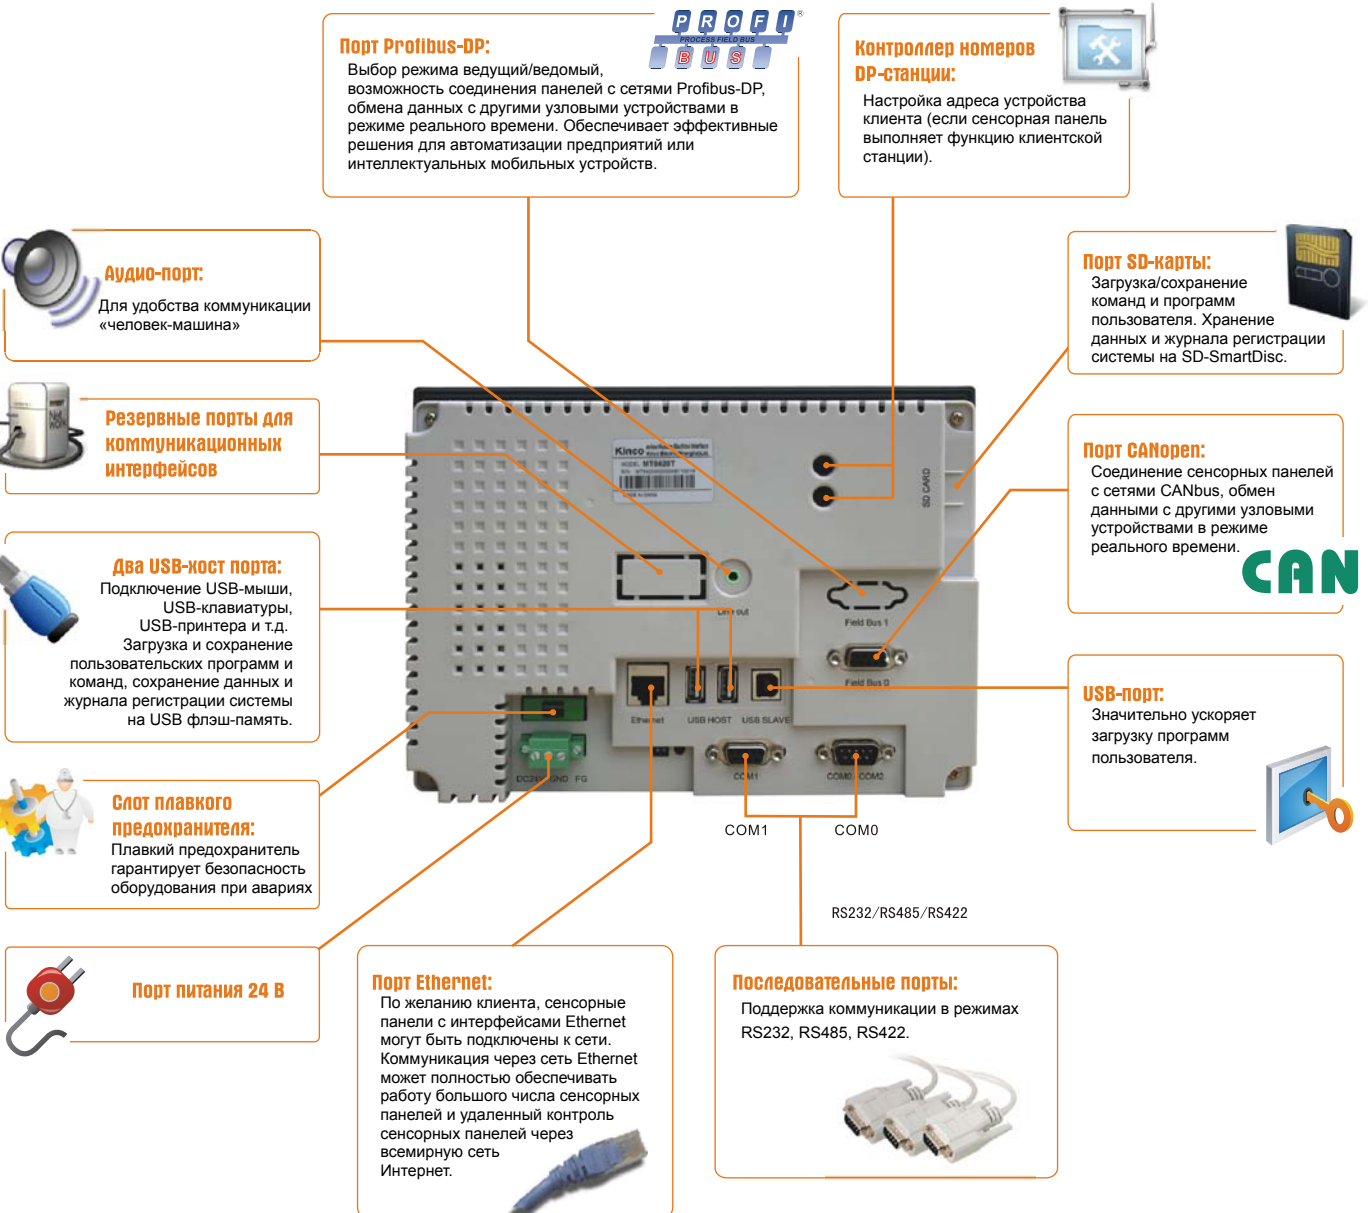 Порт Profibus-DP:
PROFI®
PROCESS FIELD BUS
BUS
Выбор режима ведущий/ведомый,
возможность соединения панелей с сетями Profibus-DP,
обмена данных с другими узловыми устройствами в
режиме реального времени. Обеспечивает эффективные
решения для автоматизации предприятий или
интеллектуальных мобильных устройств.
Контроллер номеров
DP-станции:
Настройка адреса устройства
клиента (если сенсорная панель
выполняет функцию клиентской
станции).
Аудио-порт:
Для удобства коммуникации
«человек-машина»
Порт SD-карты:
Загрузка/сохранение
команд и программ
пользователя. Хранение
данных и журнала регистрации
системы на SD-SmartDisc.
Резервные порты для
коммуникационных
интерфейсов
Порт CANopen:
Соединение сенсорных панелей
с сетями CANbus, обмен
данными с другими узловыми
устройствами в режиме
реального времени.
CAN
Два USB-хост порта:
Подключение USB-мыши,
USB-клавиатуры,
USB-принтера и т.д.
Загрузка и сохранение
пользовательских программ и
команд, сохранение данных и
журнала регистрации системы
на USB флэш-память.
USB-порт:
Значительно ускоряет
загрузку программ
пользователя.
Слот плавкого
предохранителя:
Плавкий предохранитель
гарантирует безопасность
оборудования при авариях
Порт питания 24 В
Kinco
SD CARD
Line out
Field Bus 1
Field Bus 0
Ethernet
USB HOST
USB SLAVE
DC24V GND FG
COM1
COM0/COM2
COM1
COM0
RS232/RS485/RS422
Порт Ethernet:
По желанию клиента, сенсорные
панели с интерфейсами Ethernet
могут быть подключены к сети.
Коммуникация через сеть Ethernet
может полностью обеспечивать
работу большого числа сенсорных
панелей и удаленный контроль
сенсорных панелей через
всемирную сеть
Интернет.
Последовательные порты:
Поддержка коммуникации в режимах
RS232, RS485, RS422.